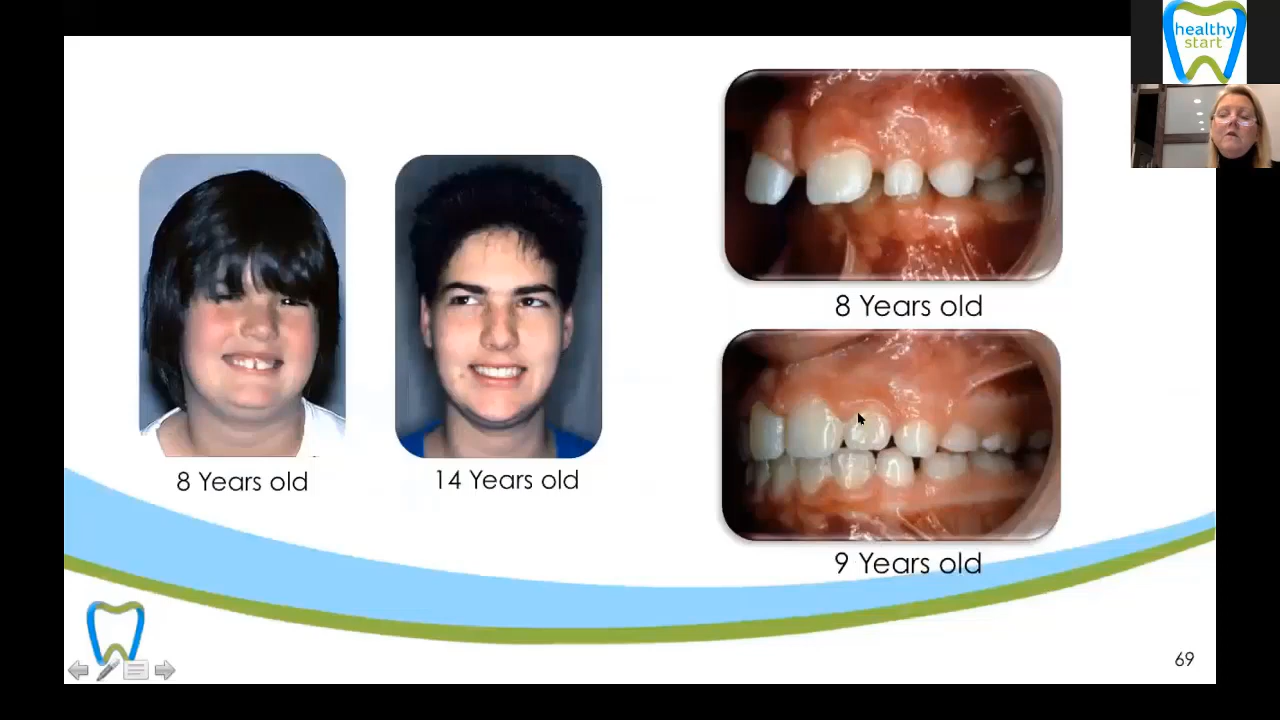 healthy
start
8 Years old
8 Years old
14 Years old
9 Years old
69